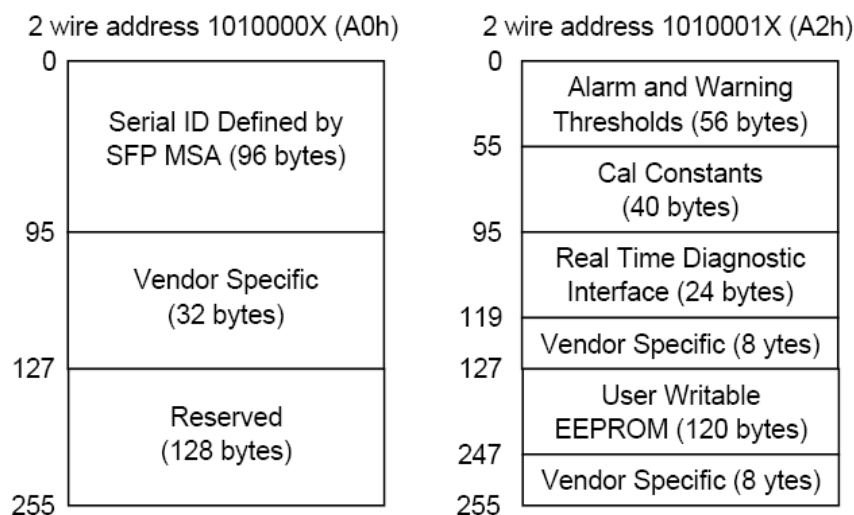 2 wire address 1010000X (A0h)
0
Serial ID Defined by
SFP MSA (96 bytes)
95
Vendor Specific
(32 bytes)
127
Reserved
(128 bytes)
255
2 wire address 1010001X (A2h)
0
Alarm and Warning
Thresholds (56 bytes)
55
Cal Constants
(40 bytes)
95
Real Time Diagnostic
Interface (24 bytes)
119
Vendor Specific (8 ytes)
127
User Writable
EEPROM (120 bytes)
247
Vendor Specific (8 ytes)
255